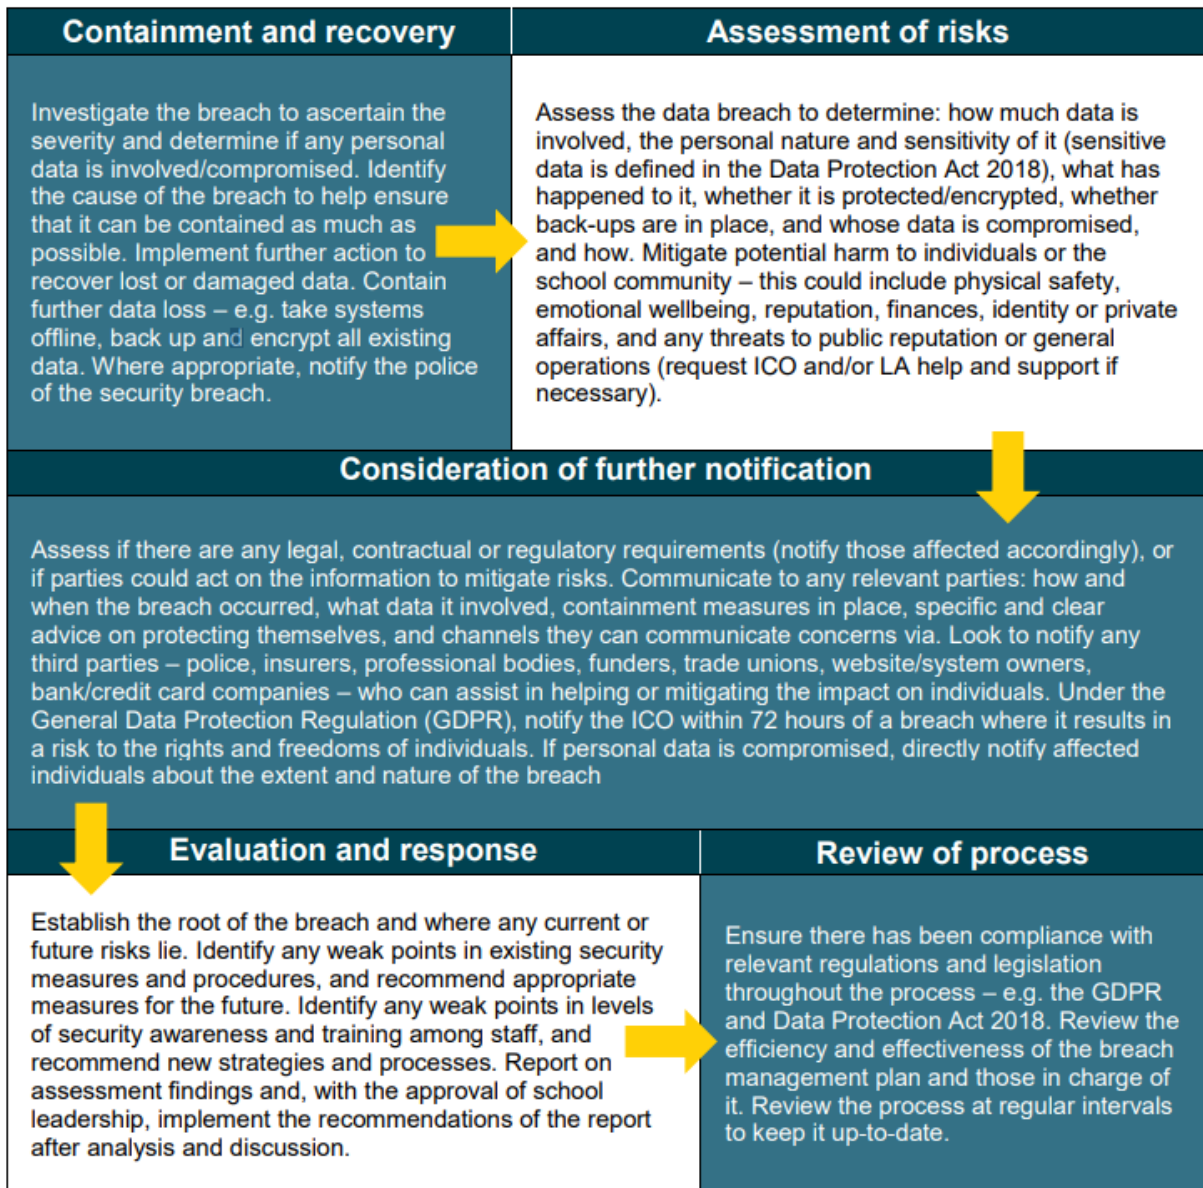 Containment and recovery
Investigate the breach to ascertain the
severity and determine if any personal
data is involved/compromised. Identify
the cause of the breach to help ensure
that it can be contained as much as
possible. Implement further action to
recover lost or damaged data. Contain
further data loss – e.g. take systems
offline, back up and encrypt all existing
data. Where appropriate, notify the police
of the security breach.
Assessment of risks
Assess the data breach to determine: how much data is
involved, the personal nature and sensitivity of it (sensitive
data is defined in the Data Protection Act 2018), what has
happened to it, whether it is protected/encrypted, whether
back-ups are in place, and whose data is compromised,
and how. Mitigate potential harm to individuals or the
school community – this could include physical safety,
emotional wellbeing, reputation, finances, identity or private
affairs, and any threats to public reputation or general
operations (request ICO and/or LA help and support if
necessary).
Consideration of further notification
Assess if there are any legal, contractual or regulatory requirements (notify those affected accordingly), or
if parties could act on the information to mitigate risks. Communicate to any relevant parties: how and
when the breach occurred, what data it involved, containment measures in place, specific and clear
advice on protecting themselves, and channels they can communicate concerns via. Look to notify any
third parties – police, insurers, professional bodies, funders, trade unions, website/system owners,
bank/credit card companies – who can assist in helping or mitigating the impact on individuals. Under the
General Data Protection Regulation (GDPR), notify the ICO within 72 hours of a breach where it results in
a risk to the rights and freedoms of individuals. If personal data is compromised, directly notify affected
individuals about the extent and nature of the breach
Evaluation and response
Establish the root of the breach and where any current or
future risks lie. Identify any weak points in existing security
measures and procedures, and recommend appropriate
measures for the future. Identify any weak points in levels
of security awareness and training among staff, and
recommend new strategies and processes. Report on
assessment findings and, with the approval of school
leadership, implement the recommendations of the report
after analysis and discussion.
Review of process
Ensure there has been compliance with
relevant regulations and legislation
throughout the process – e.g. the GDPR
and Data Protection Act 2018. Review the
efficiency and effectiveness of the breach
management plan and those in charge of
it. Review the process at regular intervals
to keep it up-to-date.